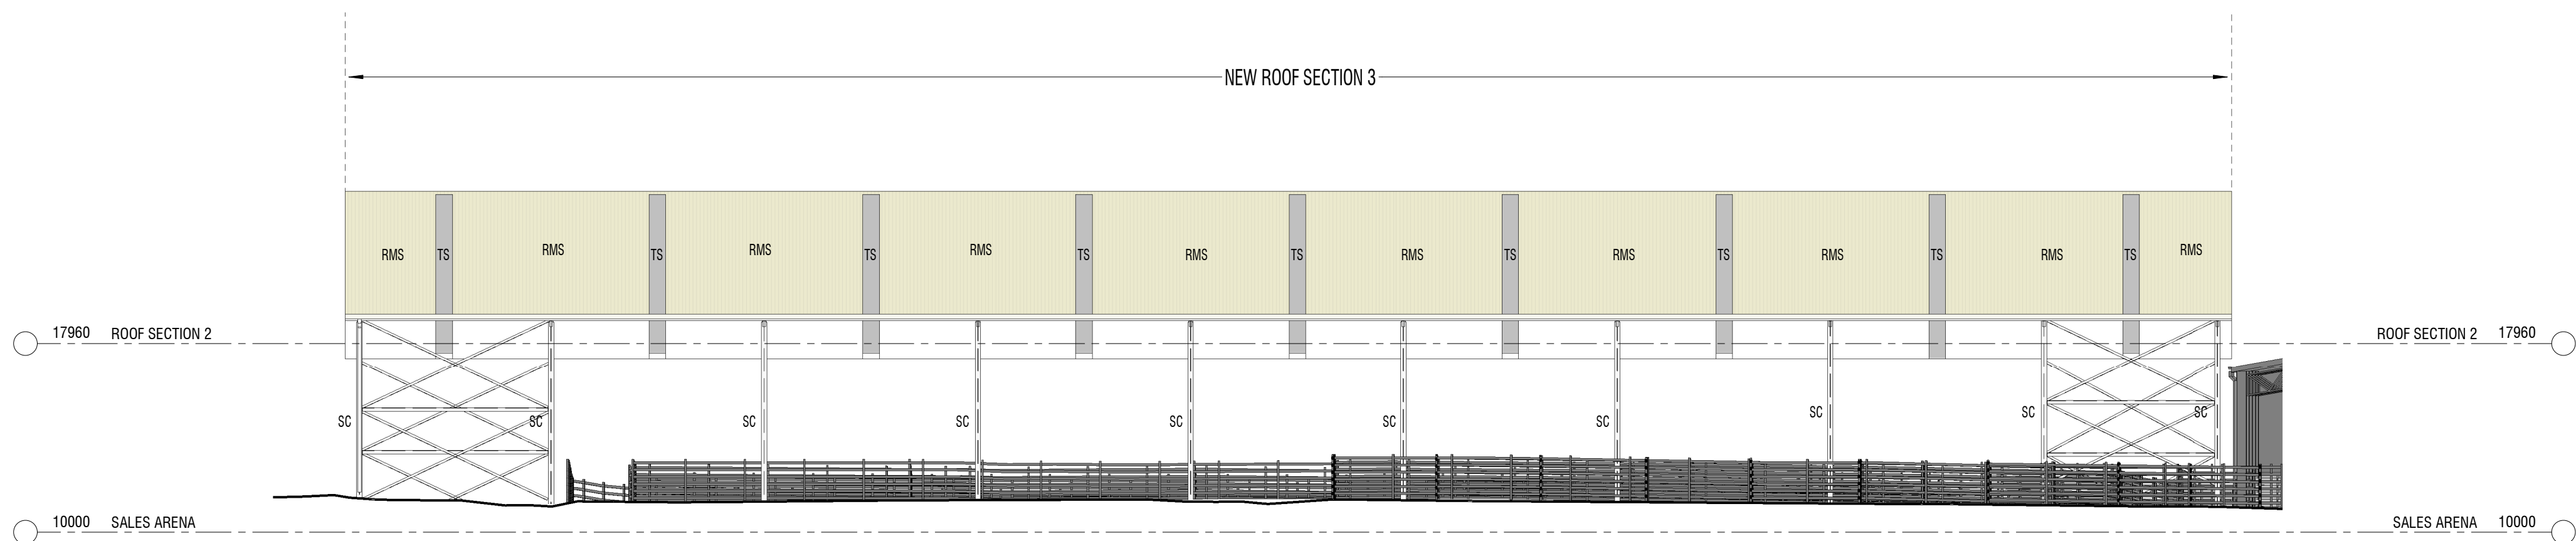 NEW ROOF SECTION 3
RMS TS RMS TS RMS TS RMS TS RMS TS RMS TS RMS TS RMS TS RMS TS RMS
17960 ROOF SECTION 2 ROOF SECTION 2 17960
SC SC SC SC SC SC SC SC SC SC
10000 SALES ARENA SALES ARENA 10000